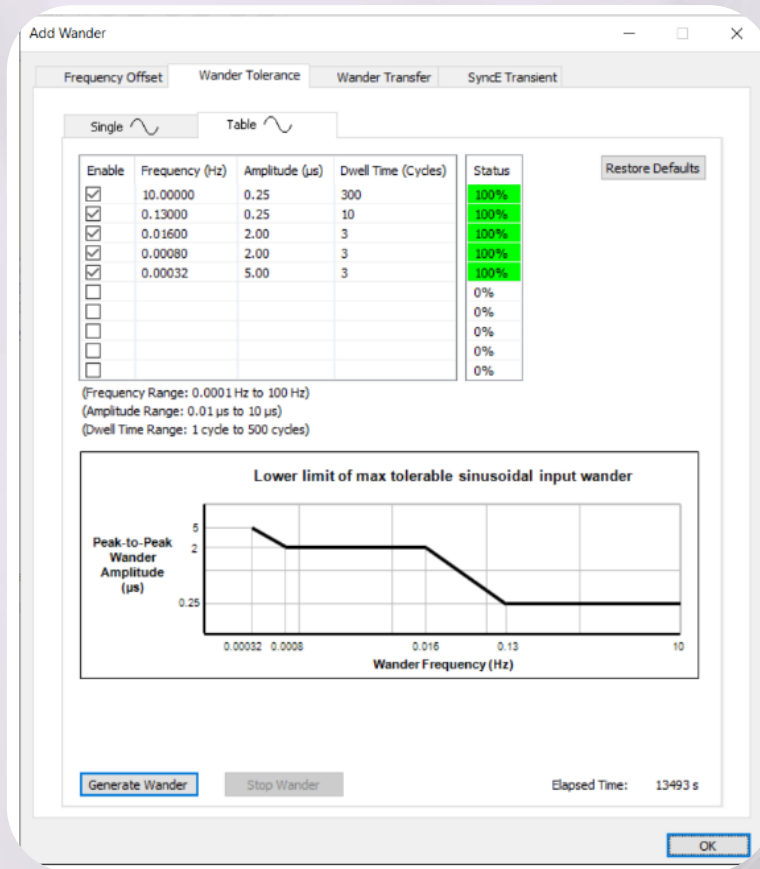 Add Wander
Frequency Offset Wander Tolerance Wander Transfer SyncE Transient
Single Table
Enable Frequency (Hz) Amplitude (µs) Dwell Time (Cycles) Status Restore Defaults
10.00000 0.25 300 100%
0.13000 0.25 10 100%
0.01600 2.00 3 100%
0.00080 2.00 3 100%
0.00032 5.00 3 100%
0%
0%
0%
0%
0%
(Frequency Range: 0.0001 Hz to 100 Hz)
(Amplitude Range: 0.01 µs to 10 µs)
(Dwell Time Range: 1 cycle to 500 cycles)
Lower limit of max tolerable sinusoidal input wander
Peak-to-Peak
Wander
Amplitude
(µs)
5
2
0.25
0.00032 0.0008 0.016 0.13 10
Wander Frequency (Hz)
Generate Wander Stop Wander Elapsed Time: 13493 s
OK